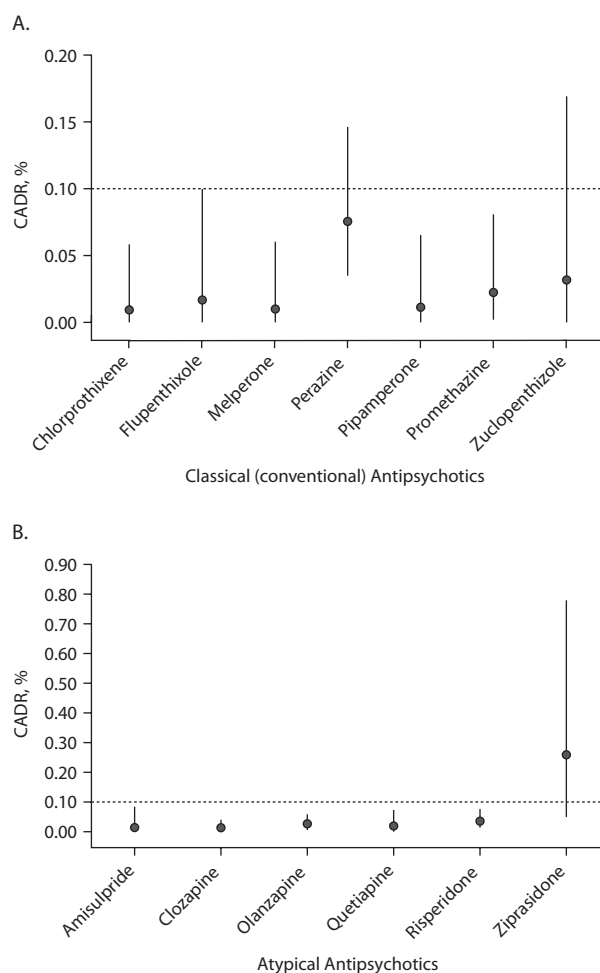 A.
0.20
0.15
0.10
0.05
0.00
CADR, %
Chlorprothixene
Flupenthixole
Melperone
Perazine
Pipamperone
Promethazine
Zuclopenthizole
Classical (conventional) Antipsychotics
B.
0.90
0.80
0.70
0.60
0.50
0.40
0.30
0.20
0.10
0.00
CADR, %
Amisulpride
Clozapine
Olanzapine
Quetiapine
Risperidone
Ziprasidone
Atypical Antipsychotics